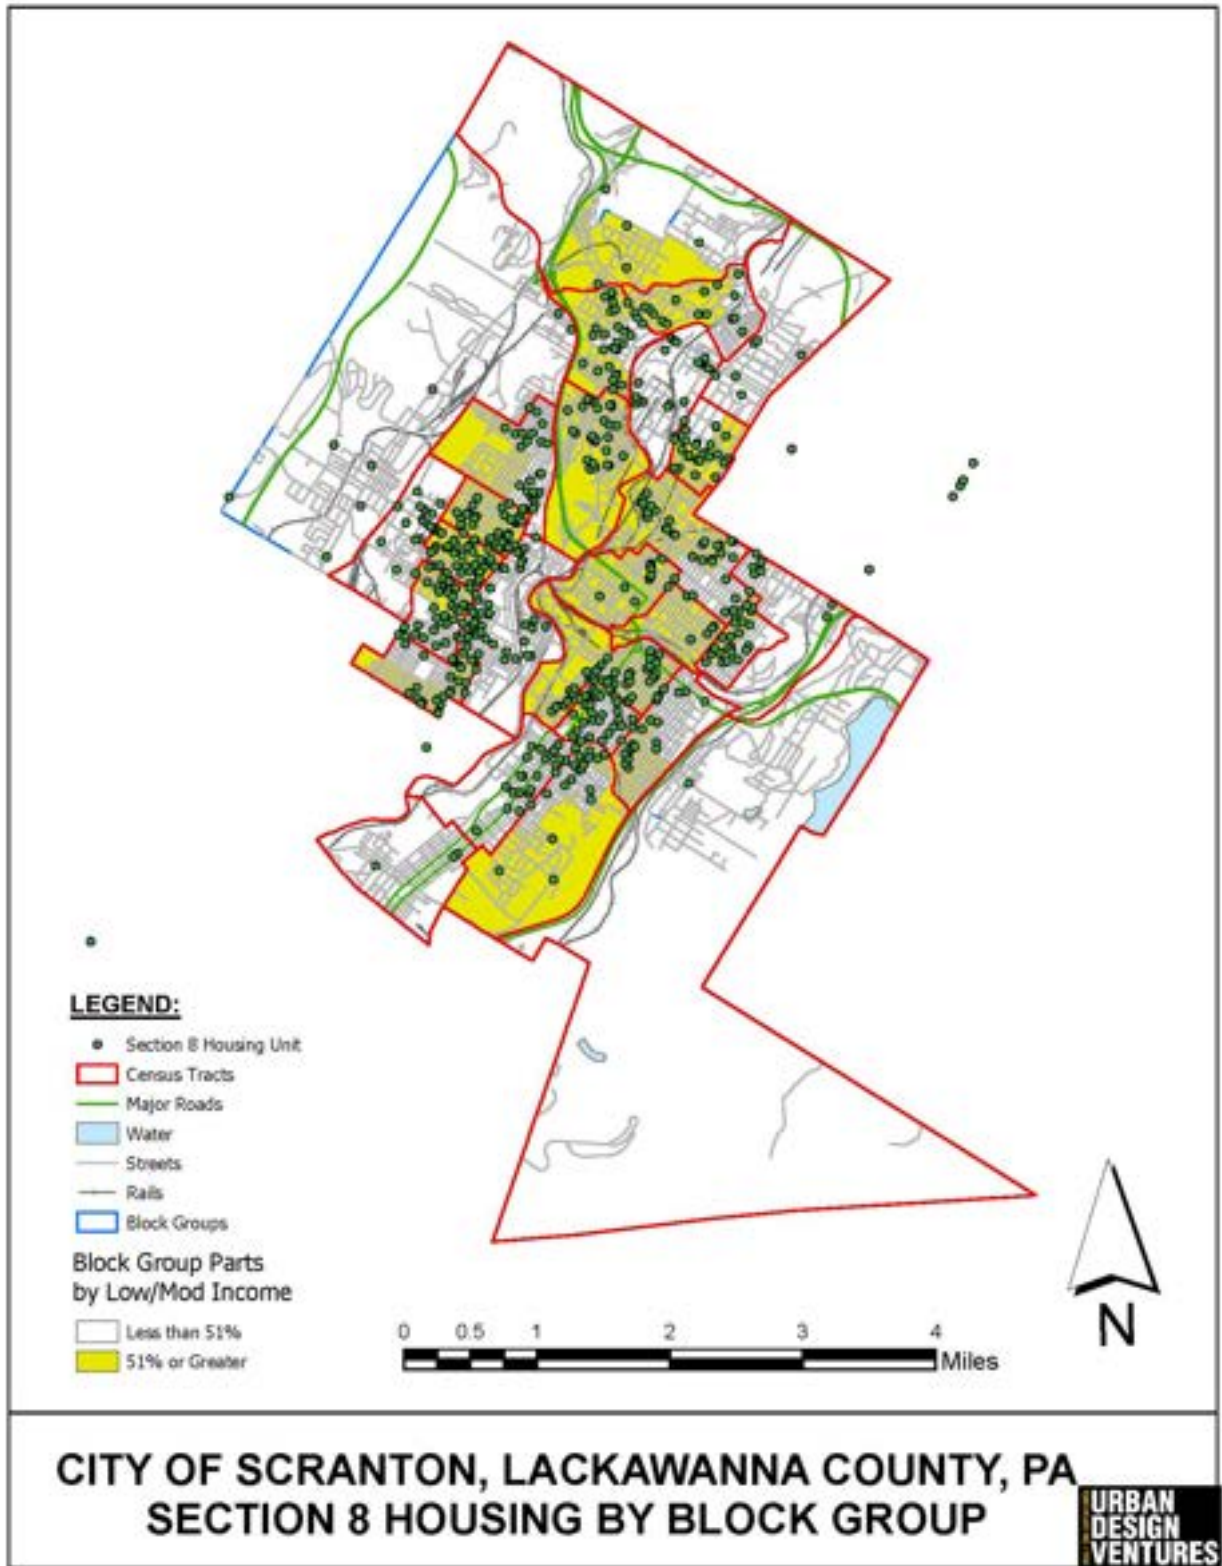 LEGEND:
Section 8 Housing Unit
Census Tracts
Major Roads
Water
Streets
Rails
Block Groups
Block Group Parts
by Low/Mod Income
Less than 51%
51% or Greater
0 0.5 1 2 3 4
Miles
N
CITY OF SCRANTON, LACKAWANNA COUNTY, PA
SECTION 8 HOUSING BY BLOCK GROUP
URBAN
DESIGN
VENTURES